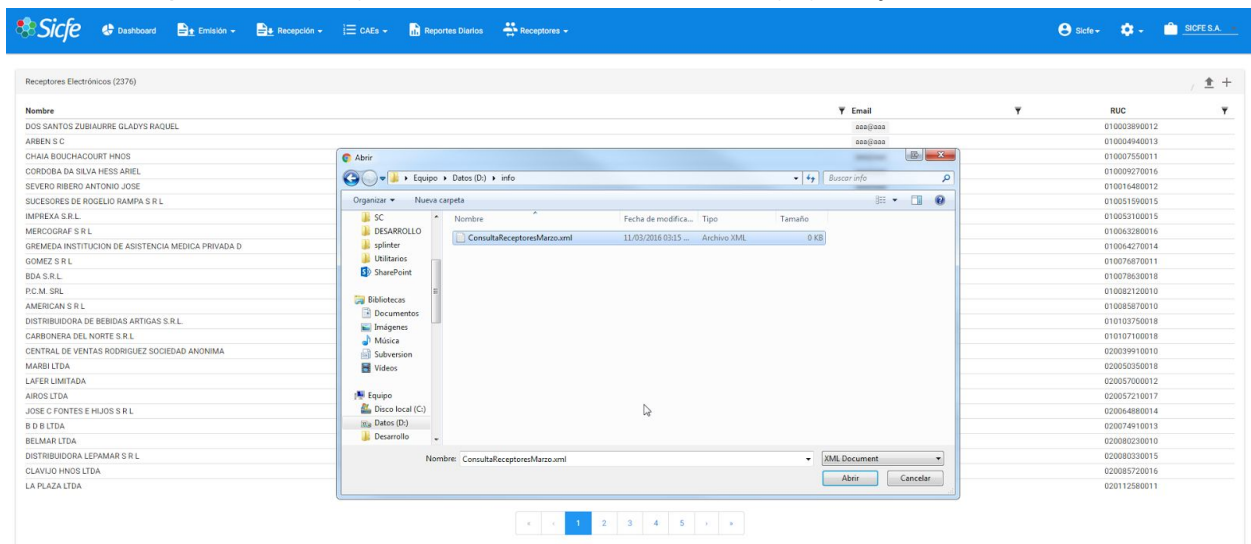 Sicfe Dashboard Emisión Recepción CAEs Reportes Diarios Receptores Sicfe SICFE S.A.
Receptores Electrónicos (2376)
Nombre Email RUC
DOS SANTOS ZUBIAURRE GLADYS RAQUEL aaa@aaa 010003890012
ARBEN S C aaa@aaa 010004940013
CHAIA BOUCHACOURT HNOS 010007550011
CORDOBA DA SILVA HESS ARIEL 010009270016
SEVERO RIBERO ANTONIO JOSE 010016480012
SUCESORES DE ROGELIO RAMPA S R L 010051590015
IMPREXA S.R.L. 010053100015
MERCOGRAF S R L 010063280016
GREMEDA INSTITUCION DE ASISTENCIA MEDICA PRIVADA D 010064270014
GOMEZ S R L 010076870011
BDA S.R.L. 010078630018
P.C.M. SRL 010082120010
AMERICAN S R L 010085870010
DISTRIBUIDORA DE BEBIDAS ARTIGAS S.R.L. 010103750018
CARBONERA DEL NORTE S.R.L 010107100018
CENTRAL DE VENTAS RODRIGUEZ SOCIEDAD ANONIMA 020039910010
MARBI LTDA 020050350018
LAFER LIMITADA 020057000012
AIROS LTDA 020057210017
JOSE C FONTES E HIJOS S R L 020064880014
B D B LTDA 020074910013
BELMAR LTDA 020080230010
DISTRIBUIDORA LEPAMAR S R L 020080330015
CLAVIJO HNOS LTDA 020085720016
LA PLAZA LTDA 020112580011
Abrir
Equipo Datos (D:) info Buscar info
Organizar Nueva carpeta
SC
DESARROLLO
splinter
Utilitarios
SharePoint
Bibliotecas
Documentos
Imágenes
Música
Subversion
Vídeos
Equipo
Disco local (C:)
Datos (D:)
Desarrollo
Nombre Fecha de modifica... Tipo Tamaño
ConsultaReceptoresMarzo.xml 11/03/2016 03:15 ... Archivo XML 0 KB
Nombre: ConsultaReceptoresMarzo.xml XML Document
Abrir Cancelar
« ‹ 1 2 3 4 5 › »